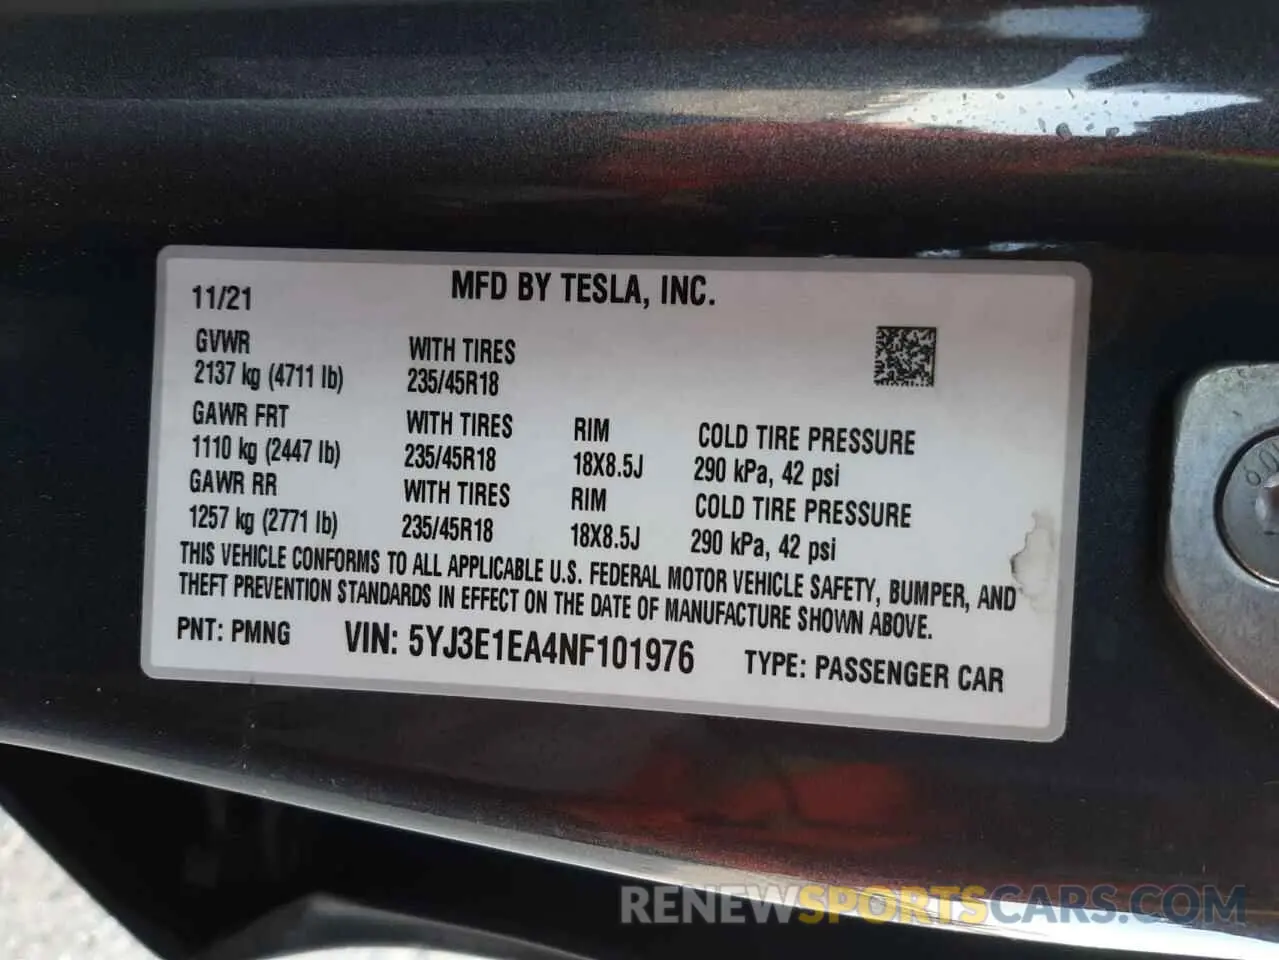 11/21
MFD BY TESLA, INC.
GVWR
2137 kg (4711 lb)
WITH TIRES
235/45R18
GAWR FRT
1110 kg (2447 lb)
WITH TIRES
235/45R18
RIM
18X8.5J
COLD TIRE PRESSURE
290 kPa, 42 psi
GAWR RR
1257 kg (2771 lb)
WITH TIRES
235/45R18
RIM
18X8.5J
COLD TIRE PRESSURE
290 kPa, 42 psi
THIS VEHICLE CONFORMS TO ALL APPLICABLE U.S. FEDERAL MOTOR VEHICLE SAFETY, BUMPER, AND
THEFT PREVENTION STANDARDS IN EFFECT ON THE DATE OF MANUFACTURE SHOWN ABOVE.
PNT: PMNG
VIN: 5YJ3E1EA4NF101976
TYPE: PASSENGER CAR
RENEWSPORTSCARS.COM